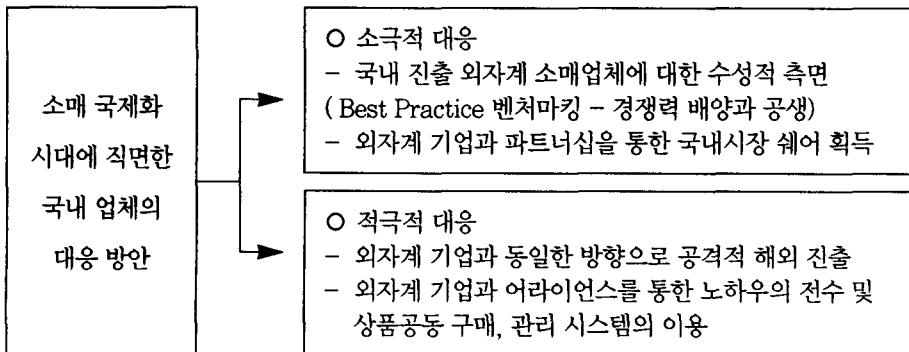 소매 국제화
시대에 직면한
국내 업체의
대응 방안
○ 소극적 대응
- 국내 진출 외자계 소매업체에 대한 수성적 측면
( Best Practice 벤처마킹 - 경쟁력 배양과 공생)
- 외자계 기업과 파트너십을 통한 국내시장 쉐어 획득
○ 적극적 대응
- 외자계 기업과 동일한 방향으로 공격적 해외 진출
- 외자계 기업과 어라이언스를 통한 노하우의 전수 및
상품공동 구매, 관리 시스템의 이용